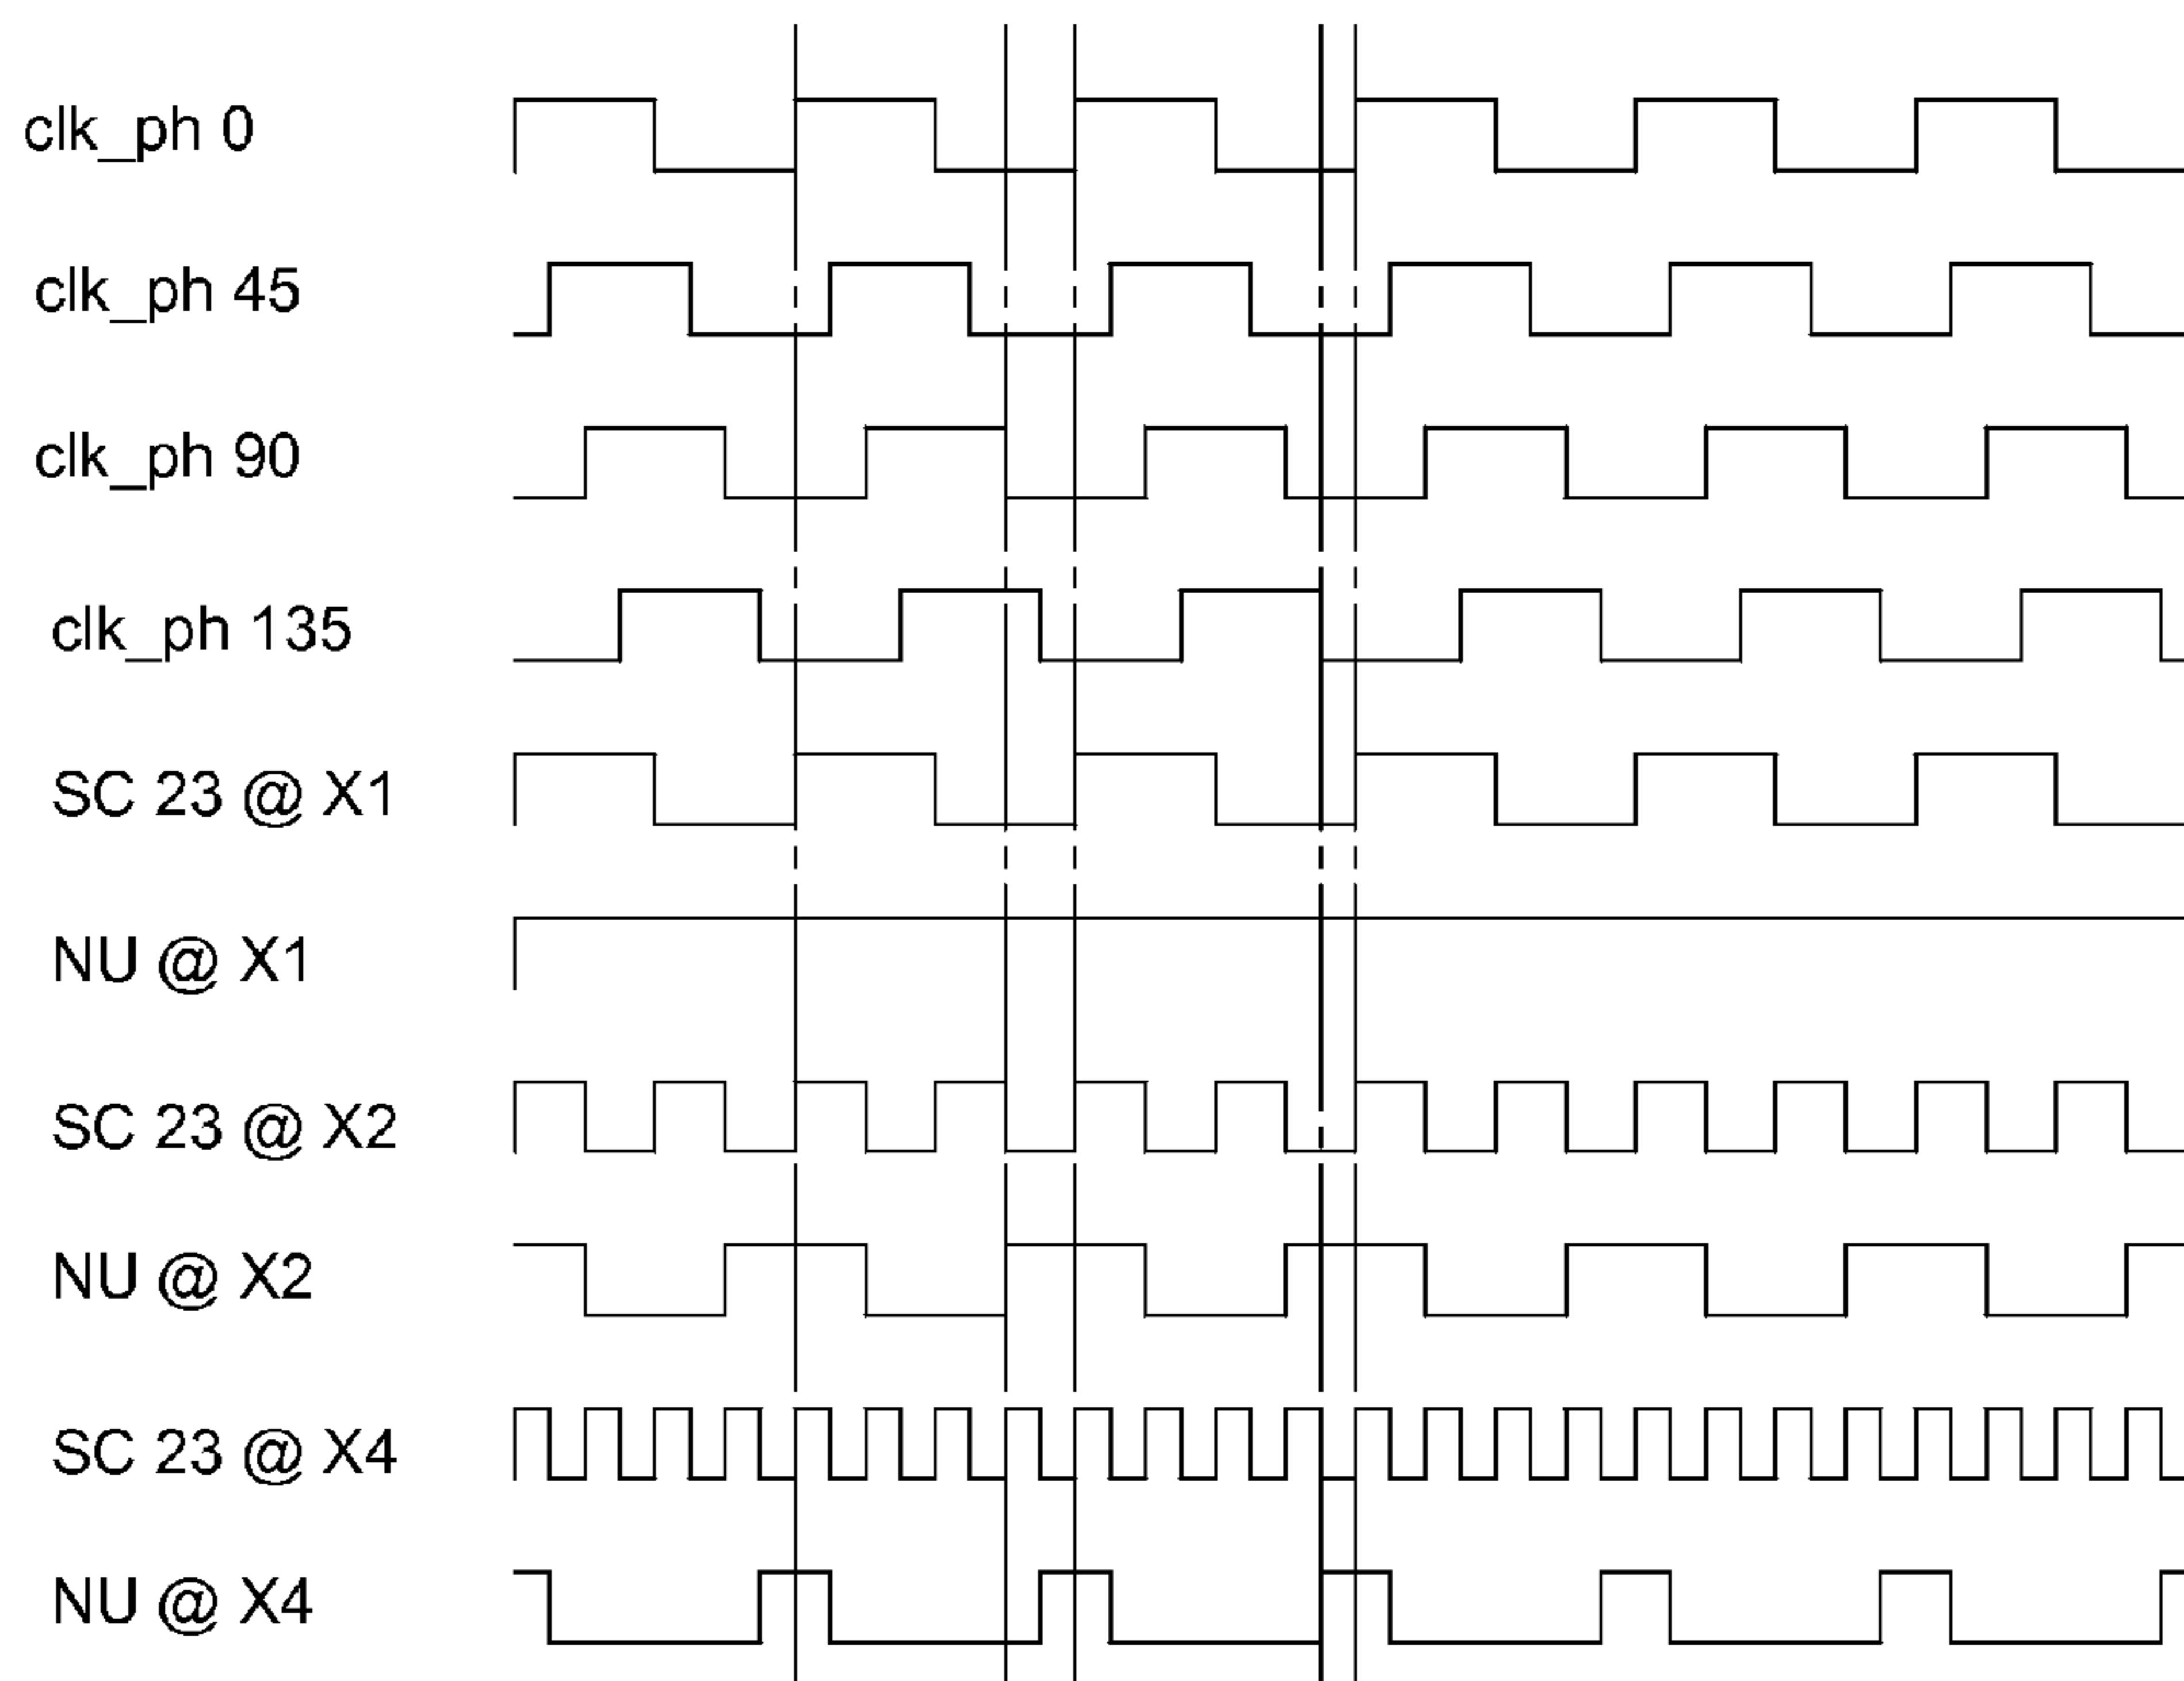 clk_ph 0
clk_ph 45
clk_ph 90
clk_ph 135
SC 23 @ X1
NU @ X1
SC 23 @ X2
NU @ X2
SC 23 @ X4
NU @ X4